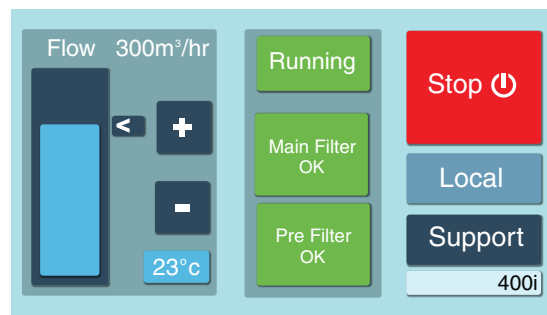 Flow 300m³/hr
<
+
-
23°c
Running
Main Filter
OK
Pre Filter
OK
Stop
Local
Support
400i